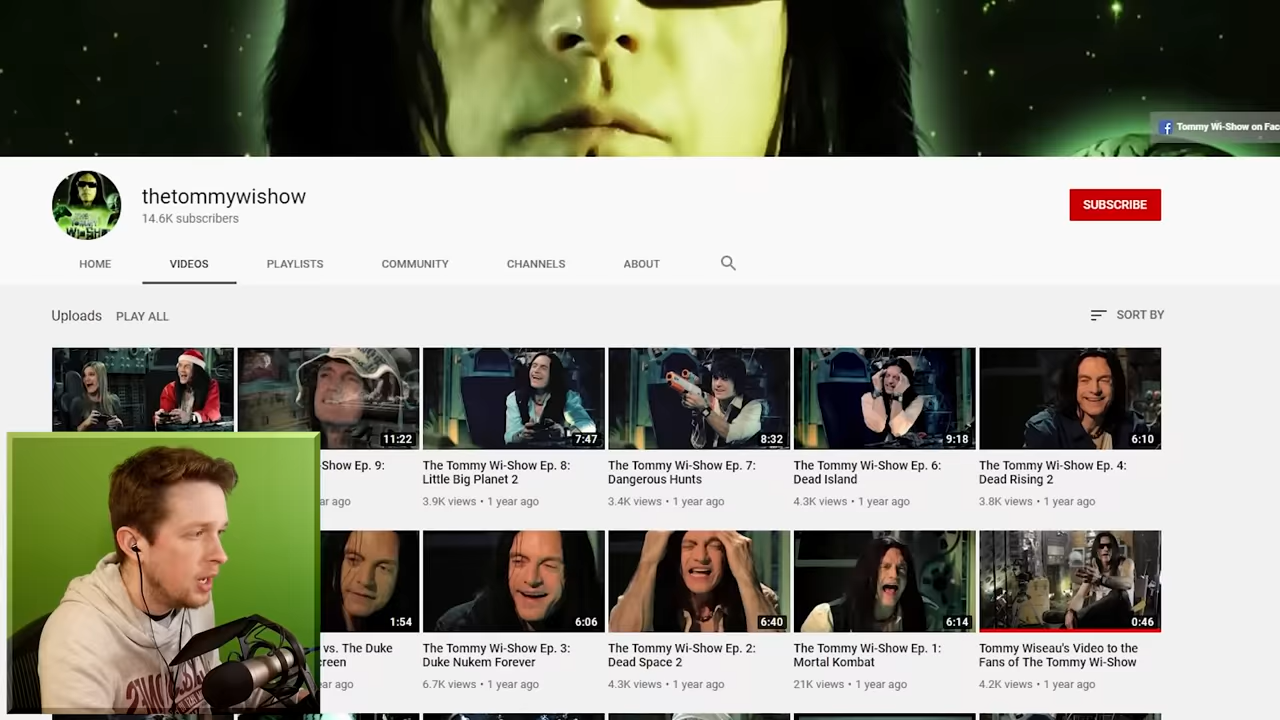 Tommy Wi-Show on Fac
thetommywishow
14.6K subscribers
SUBSCRIBE
HOME VIDEOS PLAYLISTS COMMUNITY CHANNELS ABOUT
Uploads PLAY ALL SORT BY
11:22 7:47 8:32 9:18 6:10
-Show Ep. 9:
ar ago
The Tommy Wi-Show Ep. 8:
Little Big Planet 2
3.9K views • 1 year ago
The Tommy Wi-Show Ep. 7:
Dangerous Hunts
3.4K views • 1 year ago
The Tommy Wi-Show Ep. 6:
Dead Island
4.3K views • 1 year ago
The Tommy Wi-Show Ep. 4:
Dead Rising 2
3.8K views • 1 year ago
1:54 6:06 6:40 6:14 0:46
vs. The Duke
reen
ar ago
The Tommy Wi-Show Ep. 3:
Duke Nukem Forever
6.7K views • 1 year ago
The Tommy Wi-Show Ep. 2:
Dead Space 2
4.3K views • 1 year ago
The Tommy Wi-Show Ep. 1:
Mortal Kombat
21K views • 1 year ago
Tommy Wiseau's Video to the
Fans of The Tommy Wi-Show
4.2K views • 1 year ago